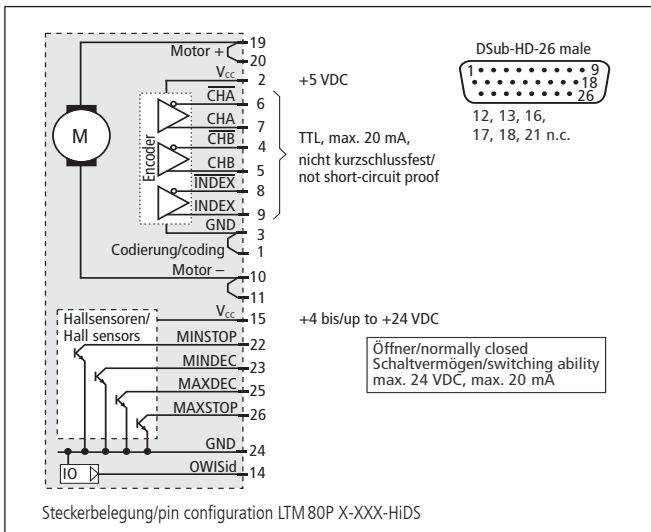 Motor + 19
20
DSub-HD-26 male
1 9
18
26
12, 13, 16,
17, 18, 21 n.c.
VCC 2 +5 VDC
CHA 6
CHA 7
CHB 4
CHB 5
INDEX 8
INDEX 9
GND 3
Encoder
M
TTL, max. 20 mA,
nicht kurzschlussfest/
not short-circuit proof
Codierung/coding 1
Motor – 10
11
VCC 15 +4 bis/up to +24 VDC
Hallsensoren/
Hall sensors
MINSTOP 22
MINDEC 23
MAXDEC 25
MAXSTOP 26
Öffner/normally closed
Schaltvermögen/switching ability
max. 24 VDC, max. 20 mA
GND 24
IO OWISid 14
Steckerbelegung/pin configuration LTM 80P X-XXX-HiDS